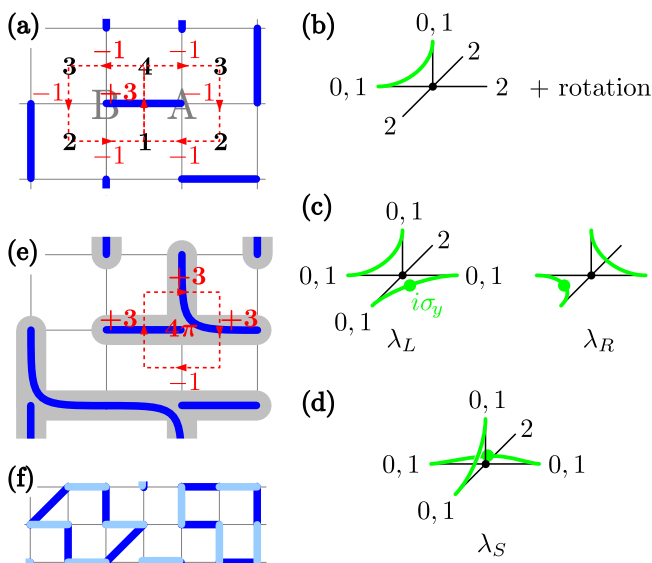 (a)
−1 −1
3 4 3
−1 +3 −1
B A
2 1 2
−1 −1
(b)
0, 1
2
0, 1 2 + rotation
2
(c)
0, 1
2
0, 1 0, 1
iσy
0, 1
λL λR
(e)
−3
+3 4π +3
−1
(d)
0, 1
2
0, 1 0, 1
0, 1
λS
(f)